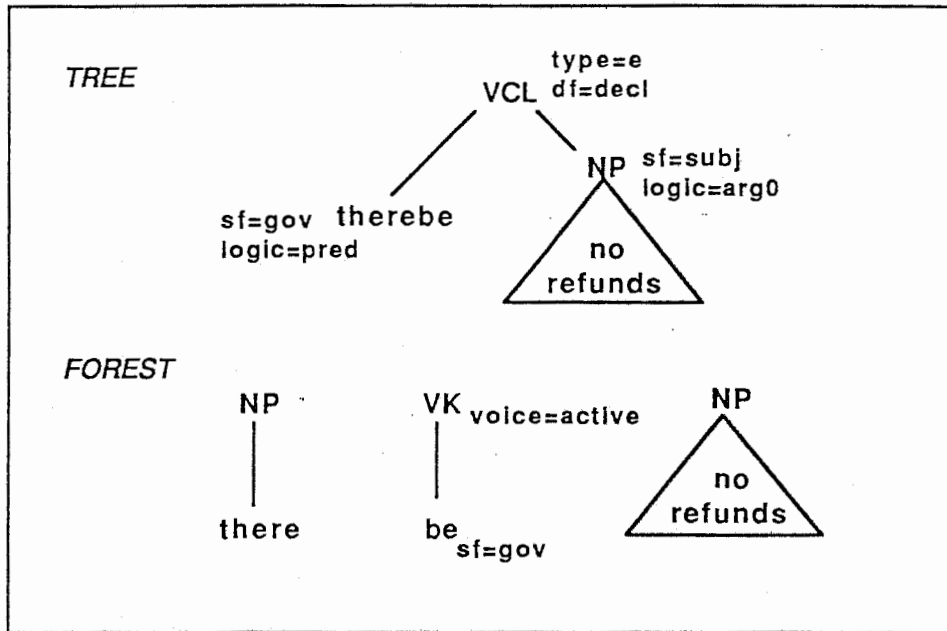 TREE
type=e
VCL df=decl
NP sf=subj
logic=arg0
sf=gov therebe
logic=pred
no
refunds
FOREST
NP VK voice=active NP
no
refunds
there be sf=gov